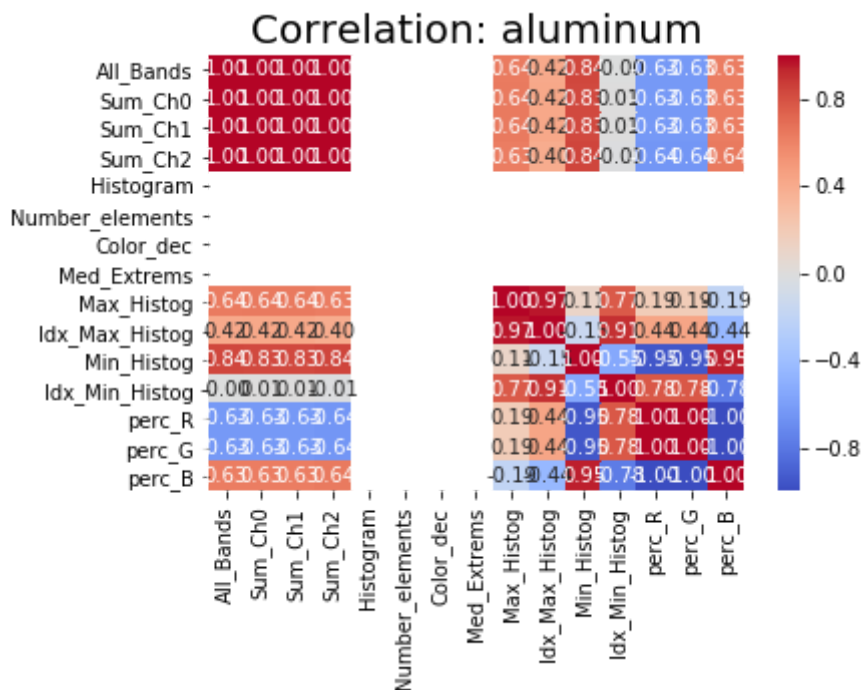 Correlation: aluminum
All_Bands 1.00 1.00 1.00 1.00 0.64 0.42 0.84 -0.63 -0.63 0.63
Sum_Ch0 1.00 1.00 1.00 1.00 0.64 0.42 0.83 0.01 -0.63 -0.63 0.63
Sum_Ch1 1.00 1.00 1.00 1.00 0.64 0.42 0.83 0.01 -0.63 -0.63 0.63
Sum_Ch2 1.00 1.00 1.00 1.00 0.63 0.40 0.84 -0.01 -0.64 -0.64 0.64
Histogram
Number_elements
Color_dec
Med_Extrems
Max_Histog 0.64 0.64 0.64 0.63 1.00 0.97 0.11 0.77 0.19 0.19 -0.19
Idx_Max_Histog 0.42 0.42 0.42 0.40 0.97 1.00 0.91 0.44 0.44 -0.44
Min_Histog 0.84 0.83 0.83 0.84 0.11 1.00 -0.55 -0.95 -0.95 0.95
Idx_Min_Histog 0.01 0.01 -0.01 0.77 0.91 -0.55 1.00 0.78 0.78 -0.78
perc_R -0.63 -0.63 -0.63 -0.64 0.19 0.44 -0.95 0.78 1.00 1.00 -1.00
perc_G -0.63 -0.63 -0.63 -0.64 0.19 0.44 -0.95 0.78 1.00 1.00 -1.00
perc_B 0.63 0.63 0.63 0.64 -0.19 -0.44 0.95 -0.78 -1.00 -1.00 1.00
All_Bands
Sum_Ch0
Sum_Ch1
Sum_Ch2
Histogram
Number_elements
Color_dec
Med_Extrems
Max_Histog
Idx_Max_Histog
Min_Histog
Idx_Min_Histog
perc_R
perc_G
perc_B
0.8
0.4
0.0
−0.4
−0.8